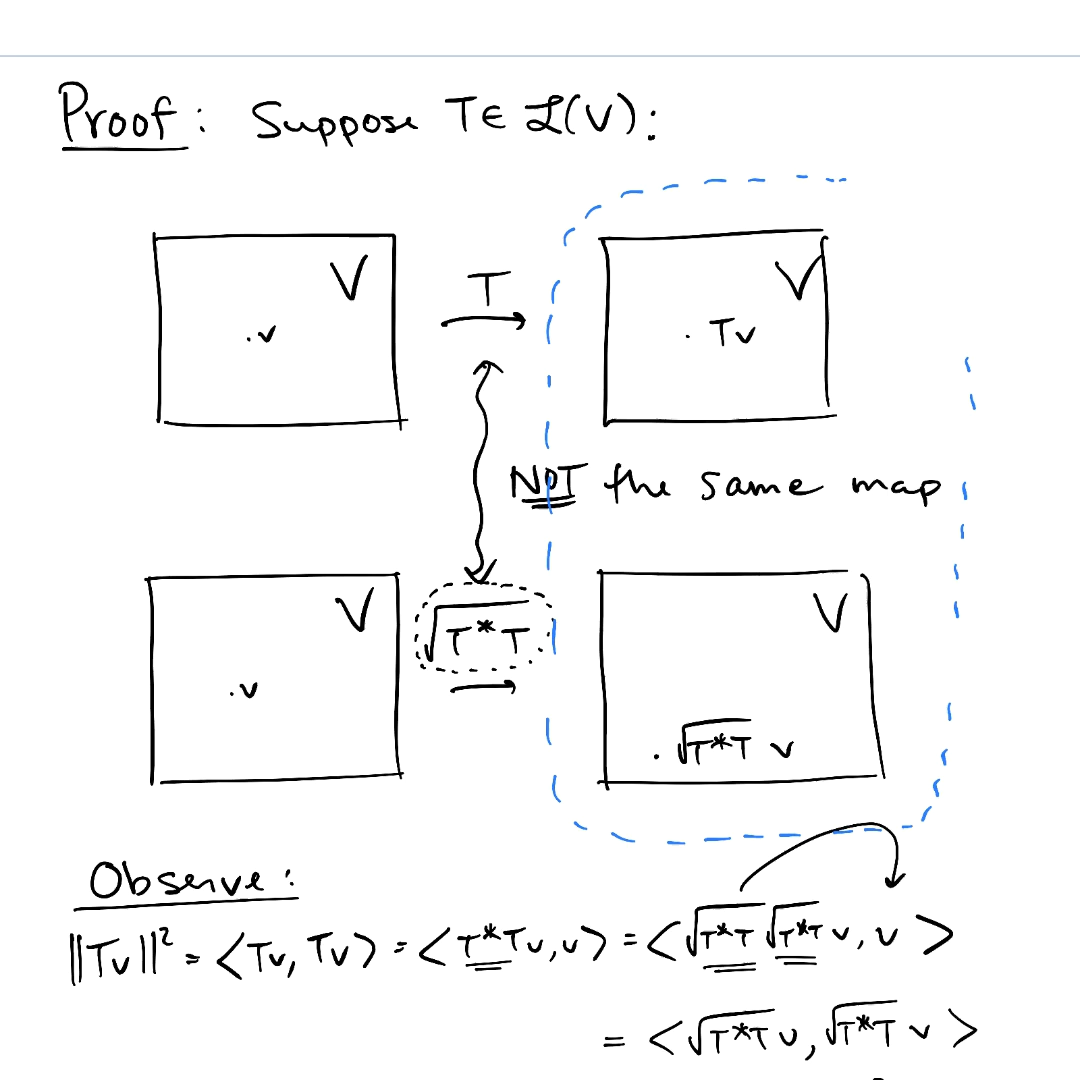 Proof: Suppose T∈ ℒ(V):
V
T
V
.v
. Tv
NOT the same map
V
√T*T
V
.v
. √T*T v
Observe:
||Tv||² = <Tv, Tv> = <T*Tv, v> = <√T*T √T*T v, v>
= <√T*T v, √T*T v>